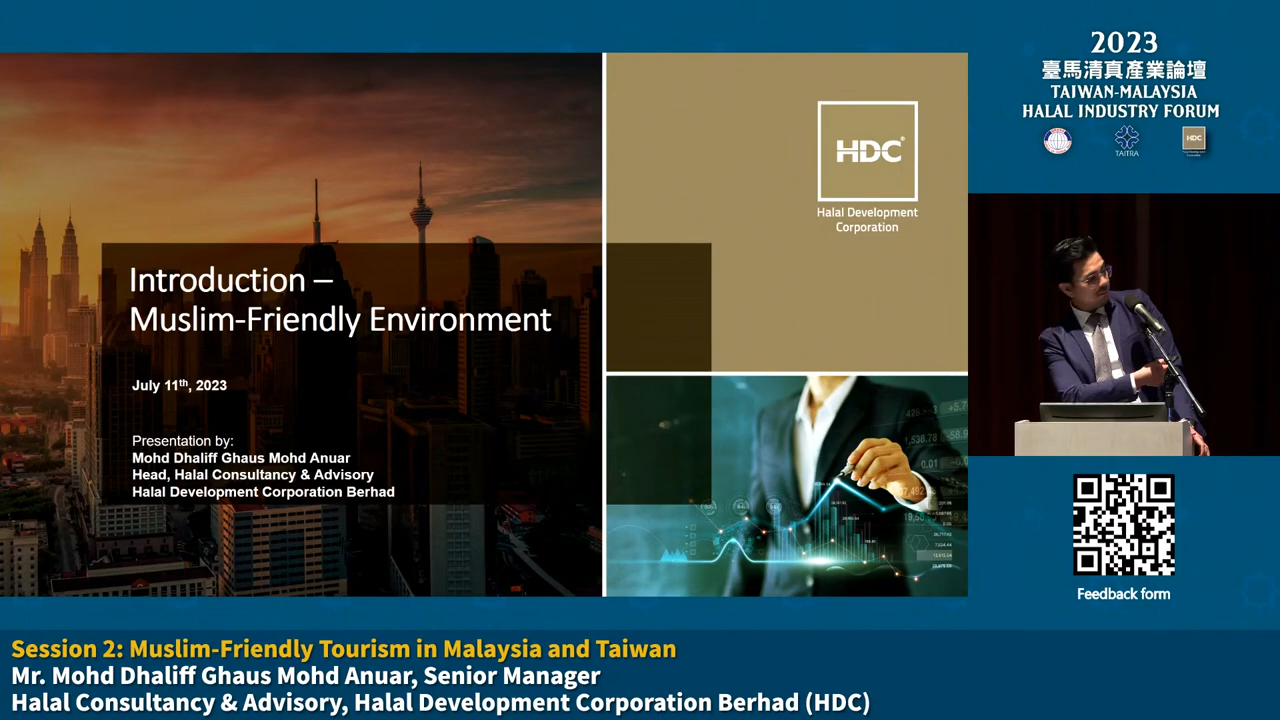 2023
臺馬清真產業論壇
TAIWAN-MALAYSIA
HALAL INDUSTRY FORUM
TAITRA
HDC
HDC®
Halal Development
Corporation
Introduction –
Muslim-Friendly Environment
July 11th, 2023
Presentation by:
Mohd Dhaliff Ghaus Mohd Anuar
Head, Halal Consultancy & Advisory
Halal Development Corporation Berhad
Feedback form
Session 2: Muslim-Friendly Tourism in Malaysia and Taiwan
Mr. Mohd Dhaliff Ghaus Mohd Anuar, Senior Manager
Halal Consultancy & Advisory, Halal Development Corporation Berhad (HDC)